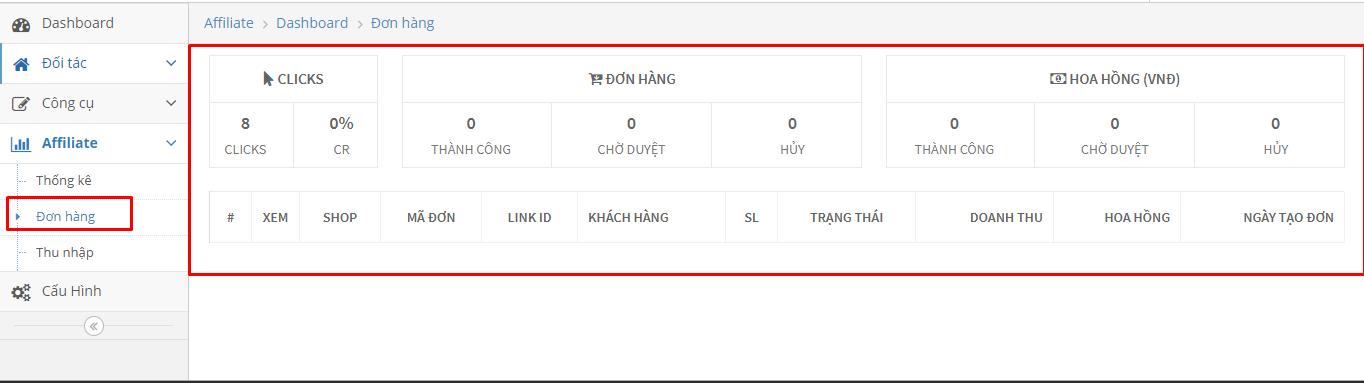 Dashboard
Đối tác
Công cụ
Affiliate
Thống kê
Đơn hàng
Thu nhập
Cấu Hình
Affiliate > Dashboard > Đơn hàng
CLICKS
8 0%
CLICKS CR
ĐƠN HÀNG
0 0 0
THÀNH CÔNG CHỜ DUYỆT HỦY
HOA HỒNG (VNĐ)
0 0 0
THÀNH CÔNG CHỜ DUYỆT HỦY
# XEM SHOP MÃ ĐƠN LINK ID KHÁCH HÀNG SL TRẠNG THÁI DOANH THU HOA HỒNG NGÀY TẠO ĐƠN